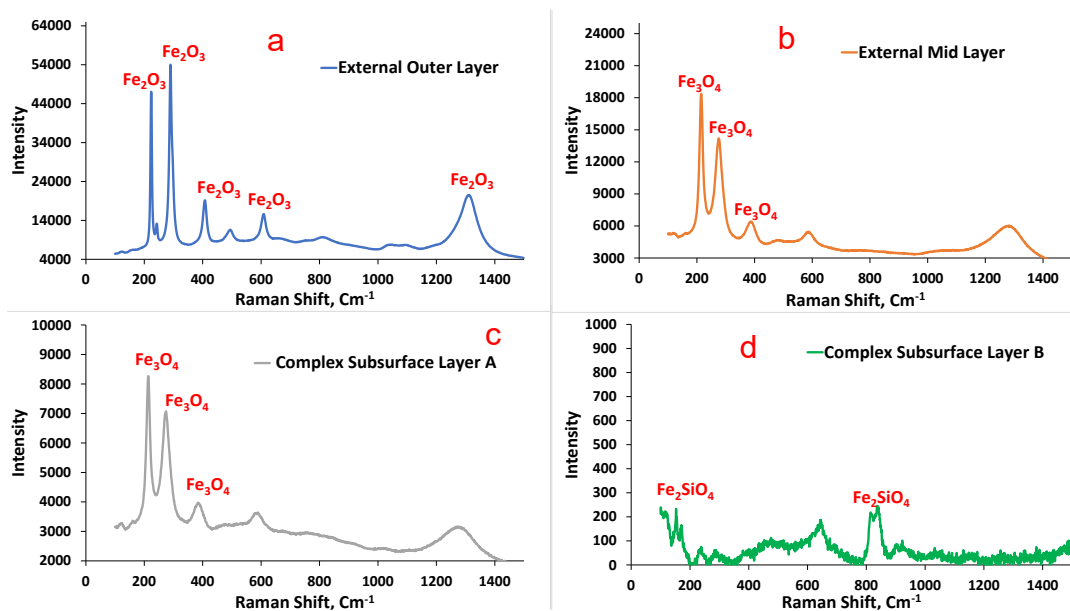 a
External Outer Layer
Fe₂O₃
Fe₂O₃
Fe₂O₃
Fe₂O₃
Fe₂O₃
Intensity
64000
54000
44000
34000
24000
14000
4000
0 200 400 600 800 1000 1200 1400
Raman Shift, Cm⁻¹
b
External Mid Layer
Fe₃O₄
Fe₃O₄
Fe₃O₄
Intensity
24000
21000
18000
15000
12000
9000
6000
3000
0 200 400 600 800 1000 1200 1400
Raman Shift, Cm⁻¹
c
Complex Subsurface Layer A
Fe₃O₄
Fe₃O₄
Fe₃O₄
Intensity
10000
9000
8000
7000
6000
5000
4000
3000
2000
0 200 400 600 800 1000 1200 1400
Raman Shift, Cm⁻¹
d
Complex Subsurface Layer B
Fe₂SiO₄
Fe₂SiO₄
Intensity
1000
900
800
700
600
500
400
300
200
100
0
0 200 400 600 800 1000 1200 1400
Raman Shift, Cm⁻¹